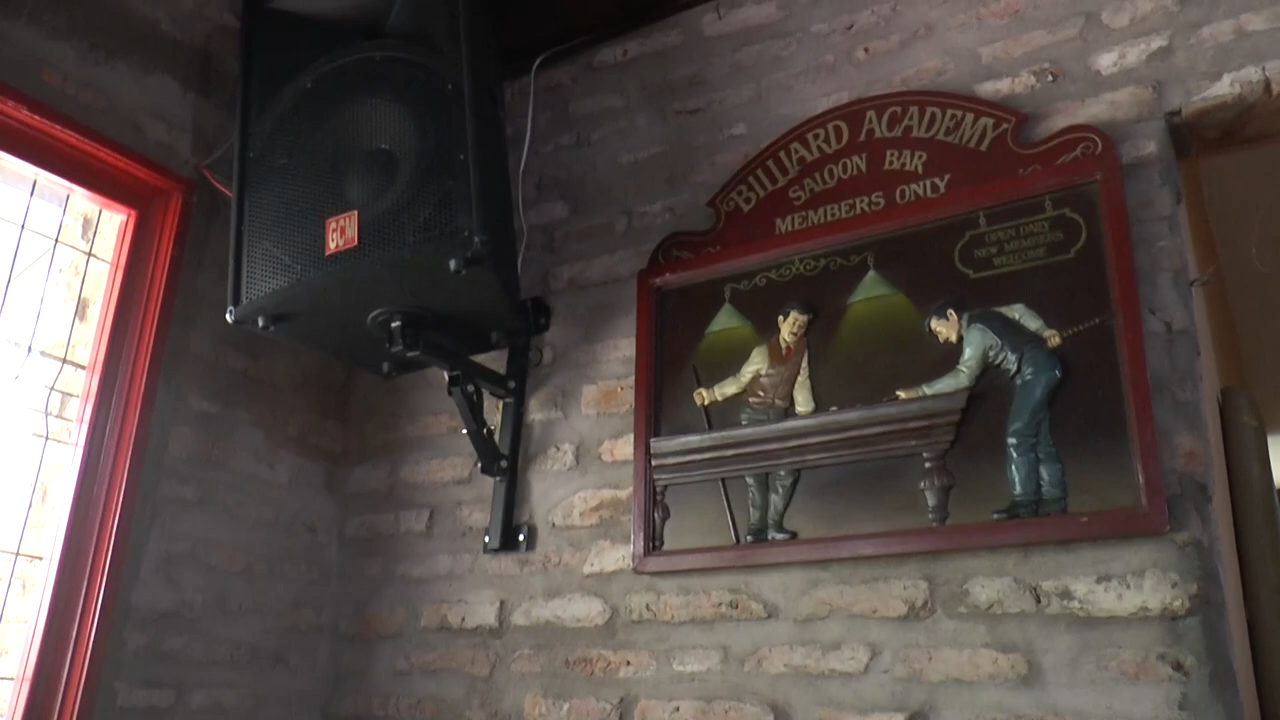 GCM
BILLIARD ACADEMY
SALOON BAR
MEMBERS ONLY
OPEN DAILY
NEW MEMBERS
WELCOME